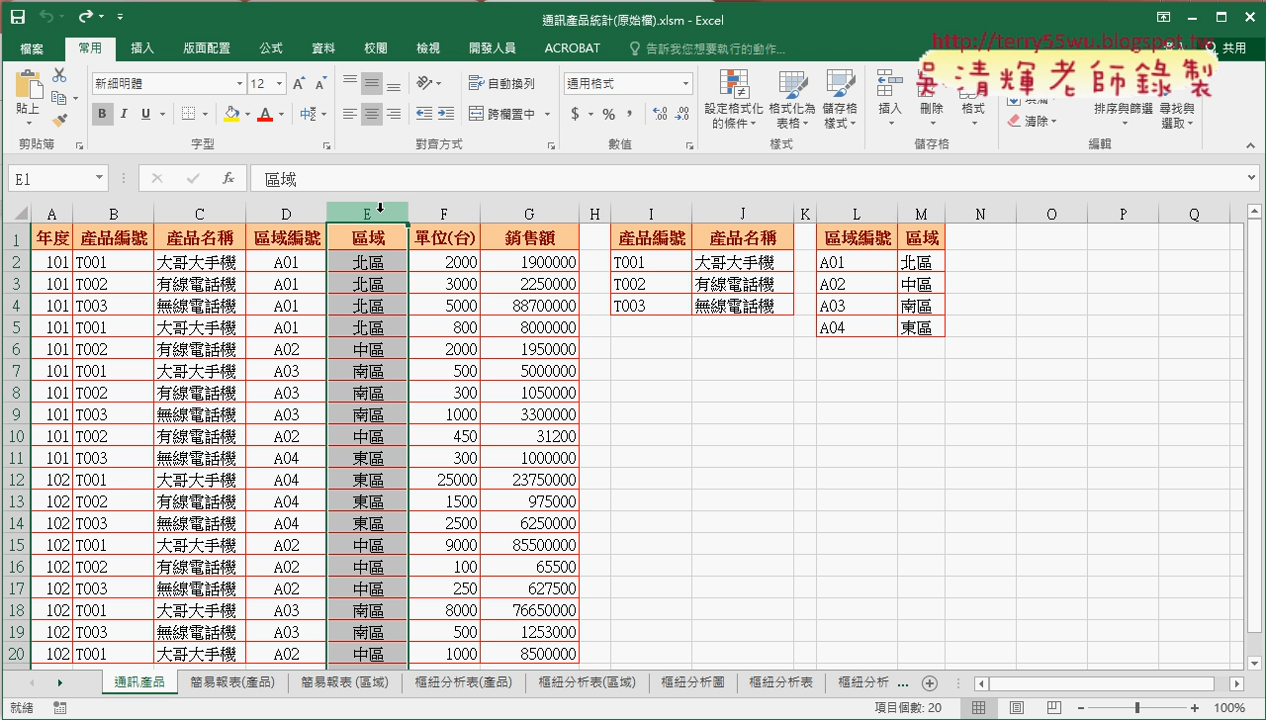 通訊產品統計(原始檔).xlsm - Excel
檔案 常用 插入 版面配置 公式 資料 校閱 檢視 開發人員 ACROBAT 告訴我您想要執行的動作... 登入 共用
http://terry55wu.blogspot.tw
吳清輝老師錄製
貼上 新細明體 12 自動換列 通用格式 設定格式化的條件 格式化為表格 儲存格樣式 插入 刪除 格式 填滿 清除 排序與篩選 尋找與選取
B I U 跨欄置中 $ % ,
剪貼簿 字型 對齊方式 數值 樣式 儲存格 編輯
E1 fx 區域
A B C D E F G H I J K L M N O P Q
1 年度 產品編號 產品名稱 區域編號 區域 單位(台) 銷售額 產品編號 產品名稱 區域編號 區域
2 101 T001 大哥大手機 A01 北區 2000 1900000 T001 大哥大手機 A01 北區
3 101 T002 有線電話機 A01 北區 3000 2250000 T002 有線電話機 A02 中區
4 101 T003 無線電話機 A01 北區 5000 88700000 T003 無線電話機 A03 南區
5 101 T001 大哥大手機 A01 北區 800 8000000 A04 東區
6 101 T002 有線電話機 A02 中區 2000 1950000
7 101 T001 大哥大手機 A03 南區 500 5000000
8 101 T002 有線電話機 A03 南區 300 1050000
9 101 T003 無線電話機 A03 南區 1000 3300000
10 101 T002 有線電話機 A02 中區 450 31200
11 101 T003 無線電話機 A04 東區 300 1000000
12 102 T001 大哥大手機 A04 東區 25000 23750000
13 102 T002 有線電話機 A04 東區 1500 975000
14 102 T003 無線電話機 A04 東區 2500 6250000
15 102 T001 大哥大手機 A02 中區 9000 85500000
16 102 T002 有線電話機 A02 中區 100 65500
17 102 T003 無線電話機 A02 中區 250 627500
18 102 T001 大哥大手機 A03 南區 8000 76650000
19 102 T003 無線電話機 A03 南區 500 1253000
20 102 T001 大哥大手機 A02 中區 1000 8500000
通訊產品 簡易報表(產品) 簡易報表 (區域) 樞紐分析表(產品) 樞紐分析表(區域) 樞紐分析圖 樞紐分析表 樞紐分析 ...
就緒 項目個數: 20 100%